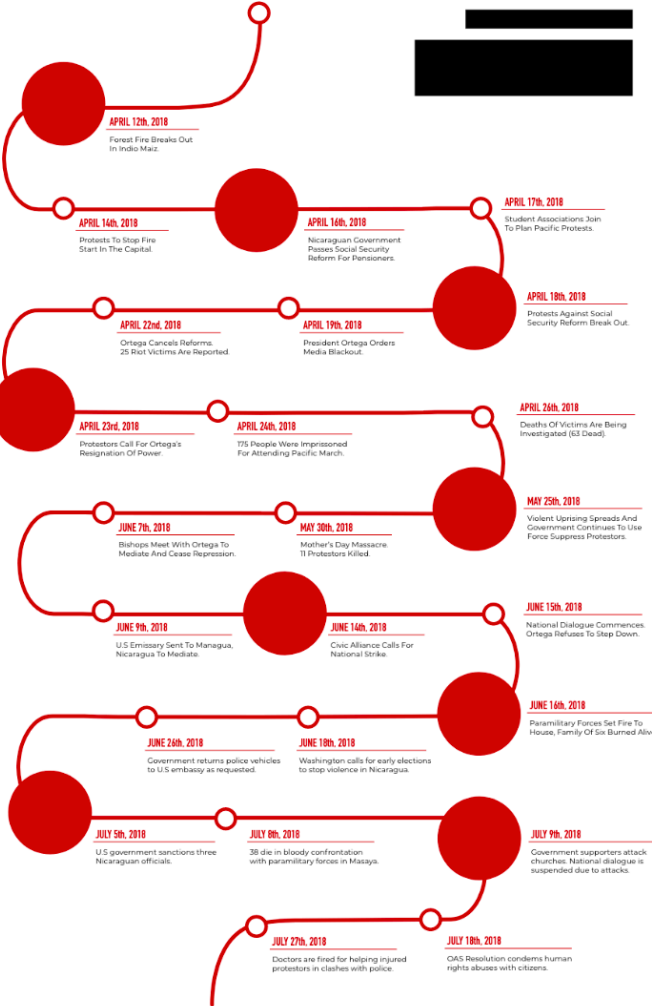 APRIL 12th, 2018
Forest Fire Breaks Out
In Indio Maiz.
APRIL 14th, 2018
Protests To Stop Fire
Start In The Capital.
APRIL 16th, 2018
Nicaraguan Government
Passes Social Security
Reform For Pensioners.
APRIL 17th, 2018
Student Associations Join
To Plan Pacific Protests.
APRIL 18th, 2018
Protests Against Social
Security Reform Break Out.
APRIL 19th, 2018
President Ortega Orders
Media Blackout.
APRIL 22nd, 2018
Ortega Cancels Reforms.
25 Riot Victims Are Reported.
APRIL 23rd, 2018
Protestors Call For Ortega's
Resignation Of Power.
APRIL 24th, 2018
175 People Were Imprissoned
For Attending Pacific March.
APRIL 26th, 2018
Deaths Of Victims Are Being
Investigated (63 Dead).
MAY 25th, 2018
Violent Uprising Spreads And
Government Continues To Use
Force Suppress Protestors.
MAY 30th, 2018
Mother's Day Massacre.
11 Protestors Killed.
JUNE 7th, 2018
Bishops Meet With Ortega To
Mediate And Cease Repression.
JUNE 9th, 2018
U.S Emissary Sent To Managua,
Nicaragua To Mediate.
JUNE 14th, 2018
Civic Alliance Calls For
National Strike.
JUNE 15th, 2018
National Dialogue Commences.
Ortega Refuses To Step Down.
JUNE 16th, 2018
Paramilitary Forces Set Fire To
House, Family Of Six Burned Aliv
JUNE 18th, 2018
Washington calls for early elections
to stop violence in Nicaragua.
JUNE 26th, 2018
Government returns police vehicles
to U.S embassy as requested.
JULY 5th, 2018
U.S government sanctions three
Nicaraguan officials.
JULY 8th, 2018
38 die in bloody confrontation
with paramilitary forces in Masaya.
JULY 9th, 2018
Government supporters attack
churches. National dialogue is
suspended due to attacks.
JULY 18th, 2018
OAS Resolution condems human
rights abuses with citizens.
JULY 27th, 2018
Doctors are fired for helping injured
protestors in clashes with police.